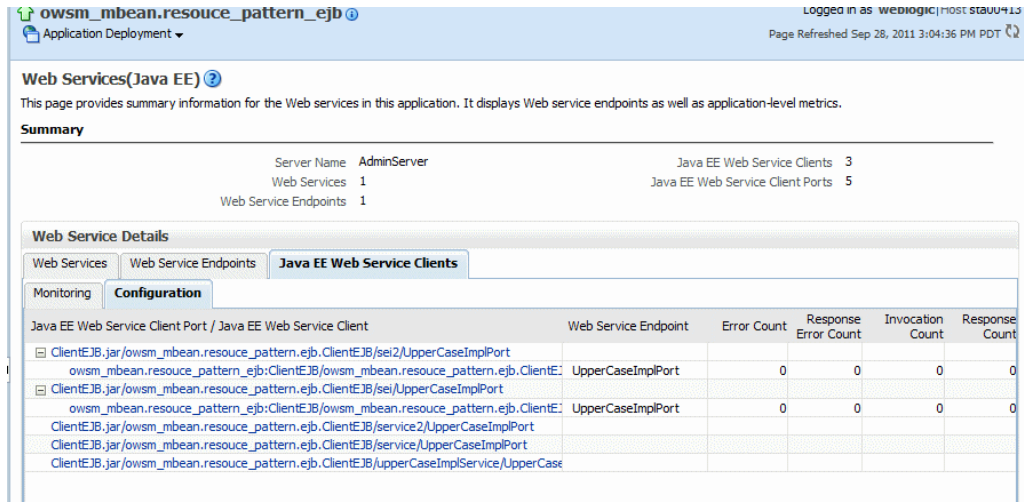 owsm_mbean.resouce_pattern_ejb
Logged in as weblogic|Host sta00413
Application Deployment
Page Refreshed Sep 28, 2011 3:04:36 PM PDT
Web Services(Java EE)
This page provides summary information for the Web services in this application. It displays Web service endpoints as well as application-level metrics.
Summary
Server Name AdminServer
Java EE Web Service Clients 3
Web Services 1
Java EE Web Service Client Ports 5
Web Service Endpoints 1
Web Service Details
Web Services Web Service Endpoints Java EE Web Service Clients
Monitoring Configuration
Java EE Web Service Client Port / Java EE Web Service Client Web Service Endpoint Error Count Response Error Count Invocation Count Response Count
ClientEJB.jar/owsm_mbean.resouce_pattern.ejb.ClientEJB/sei2/UpperCaseImplPort
owsm_mbean.resouce_pattern_ejb:ClientEJB/owsm_mbean.resouce_pattern.ejb.ClientEJ UpperCaseImplPort 0 0 0 0
ClientEJB.jar/owsm_mbean.resouce_pattern.ejb.ClientEJB/sei/UpperCaseImplPort
owsm_mbean.resouce_pattern_ejb:ClientEJB/owsm_mbean.resouce_pattern.ejb.ClientEJ UpperCaseImplPort 0 0 0 0
ClientEJB.jar/owsm_mbean.resouce_pattern.ejb.ClientEJB/service2/UpperCaseImplPort
ClientEJB.jar/owsm_mbean.resouce_pattern.ejb.ClientEJB/service/UpperCaseImplPort
ClientEJB.jar/owsm_mbean.resouce_pattern.ejb.ClientEJB/upperCaseImplService/UpperCase